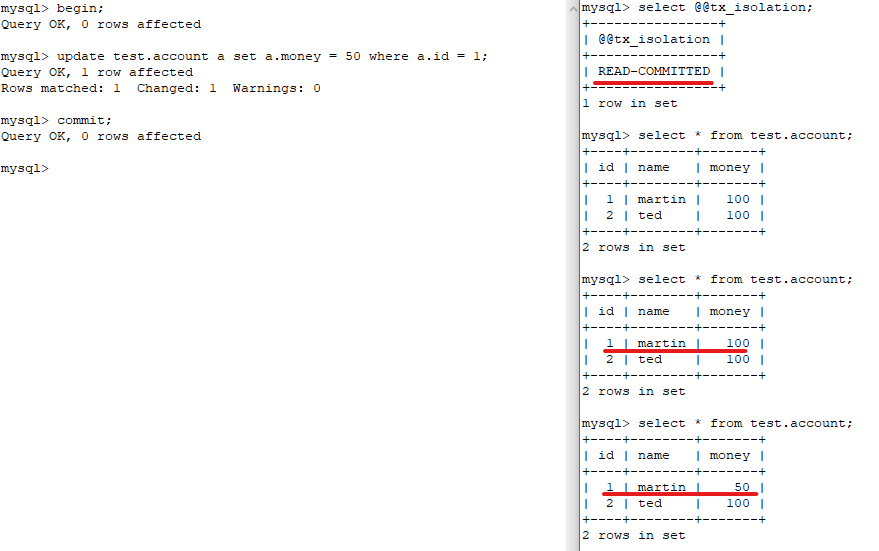 mysql> begin;
Query OK, 0 rows affected

mysql> update test.account a set a.money = 50 where a.id = 1;
Query OK, 1 row affected
Rows matched: 1  Changed: 1  Warnings: 0

mysql> commit;
Query OK, 0 rows affected

mysql>

mysql> select @@tx_isolation;
+----------------+
| @@tx_isolation |
+----------------+
| READ-COMMITTED |
+----------------+
1 row in set

mysql> select * from test.account;
+----+--------+-------+
| id | name   | money |
+----+--------+-------+
|  1 | martin |   100 |
|  2 | ted    |   100 |
+----+--------+-------+
2 rows in set

mysql> select * from test.account;
+----+--------+-------+
| id | name   | money |
+----+--------+-------+
|  1 | martin |   100 |
|  2 | ted    |   100 |
+----+--------+-------+
2 rows in set

mysql> select * from test.account;
+----+--------+-------+
| id | name   | money |
+----+--------+-------+
|  1 | martin |    50 |
|  2 | ted    |   100 |
+----+--------+-------+
2 rows in set